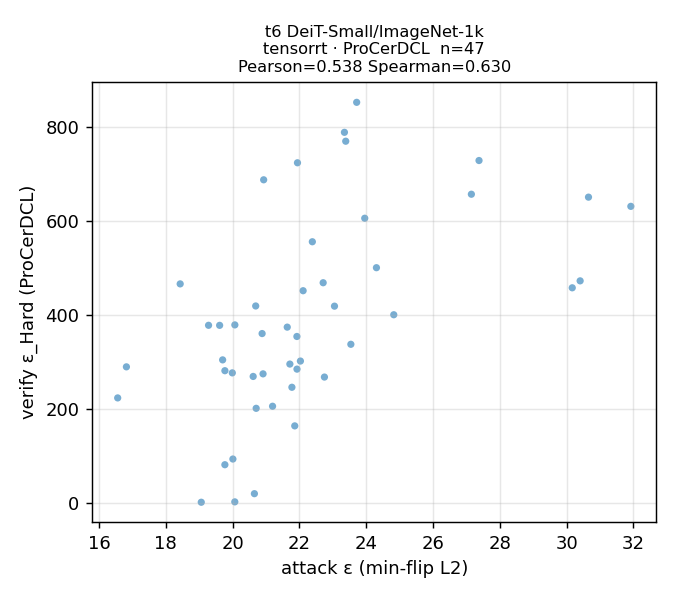 t6 DeiT-Small/ImageNet-1k
tensorrt · ProCerDCL  n=47
Pearson=0.538 Spearman=0.630
verify ε_Hard (ProCerDCL)
800
600
400
200
0
16 18 20 22 24 26 28 30 32
attack ε (min-flip L2)